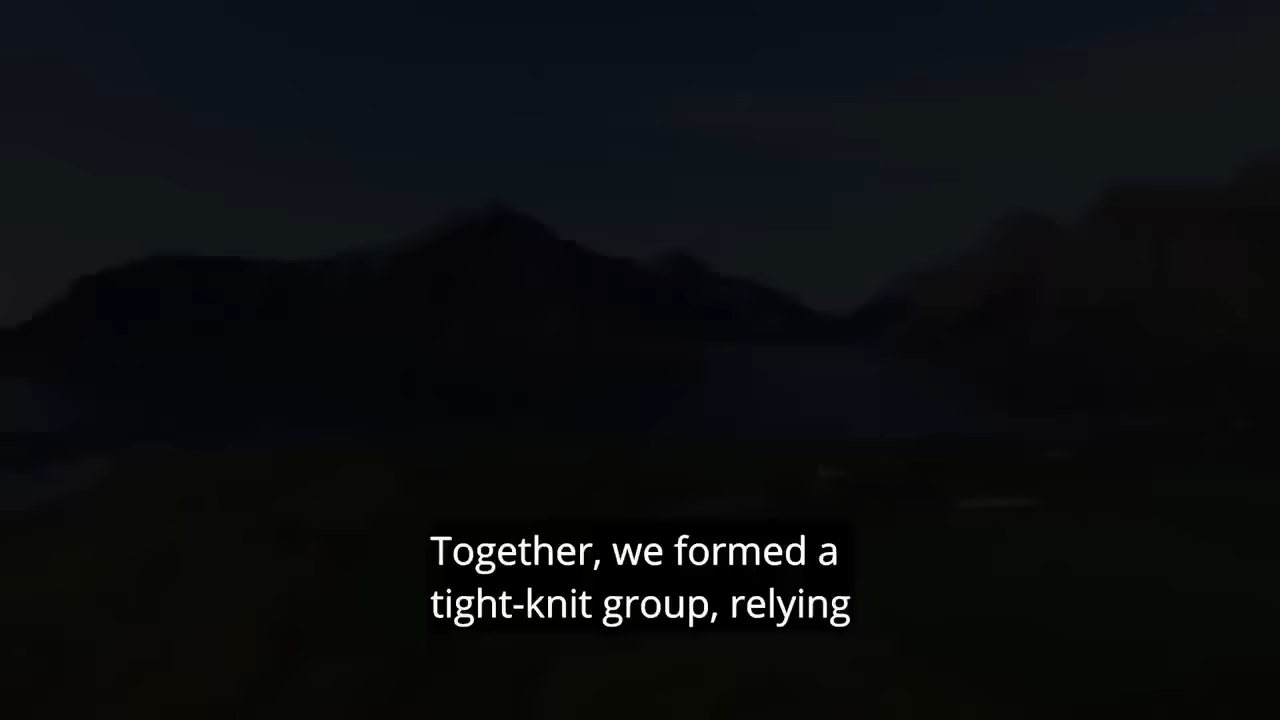 Together, we formed a
tight-knit group, relying